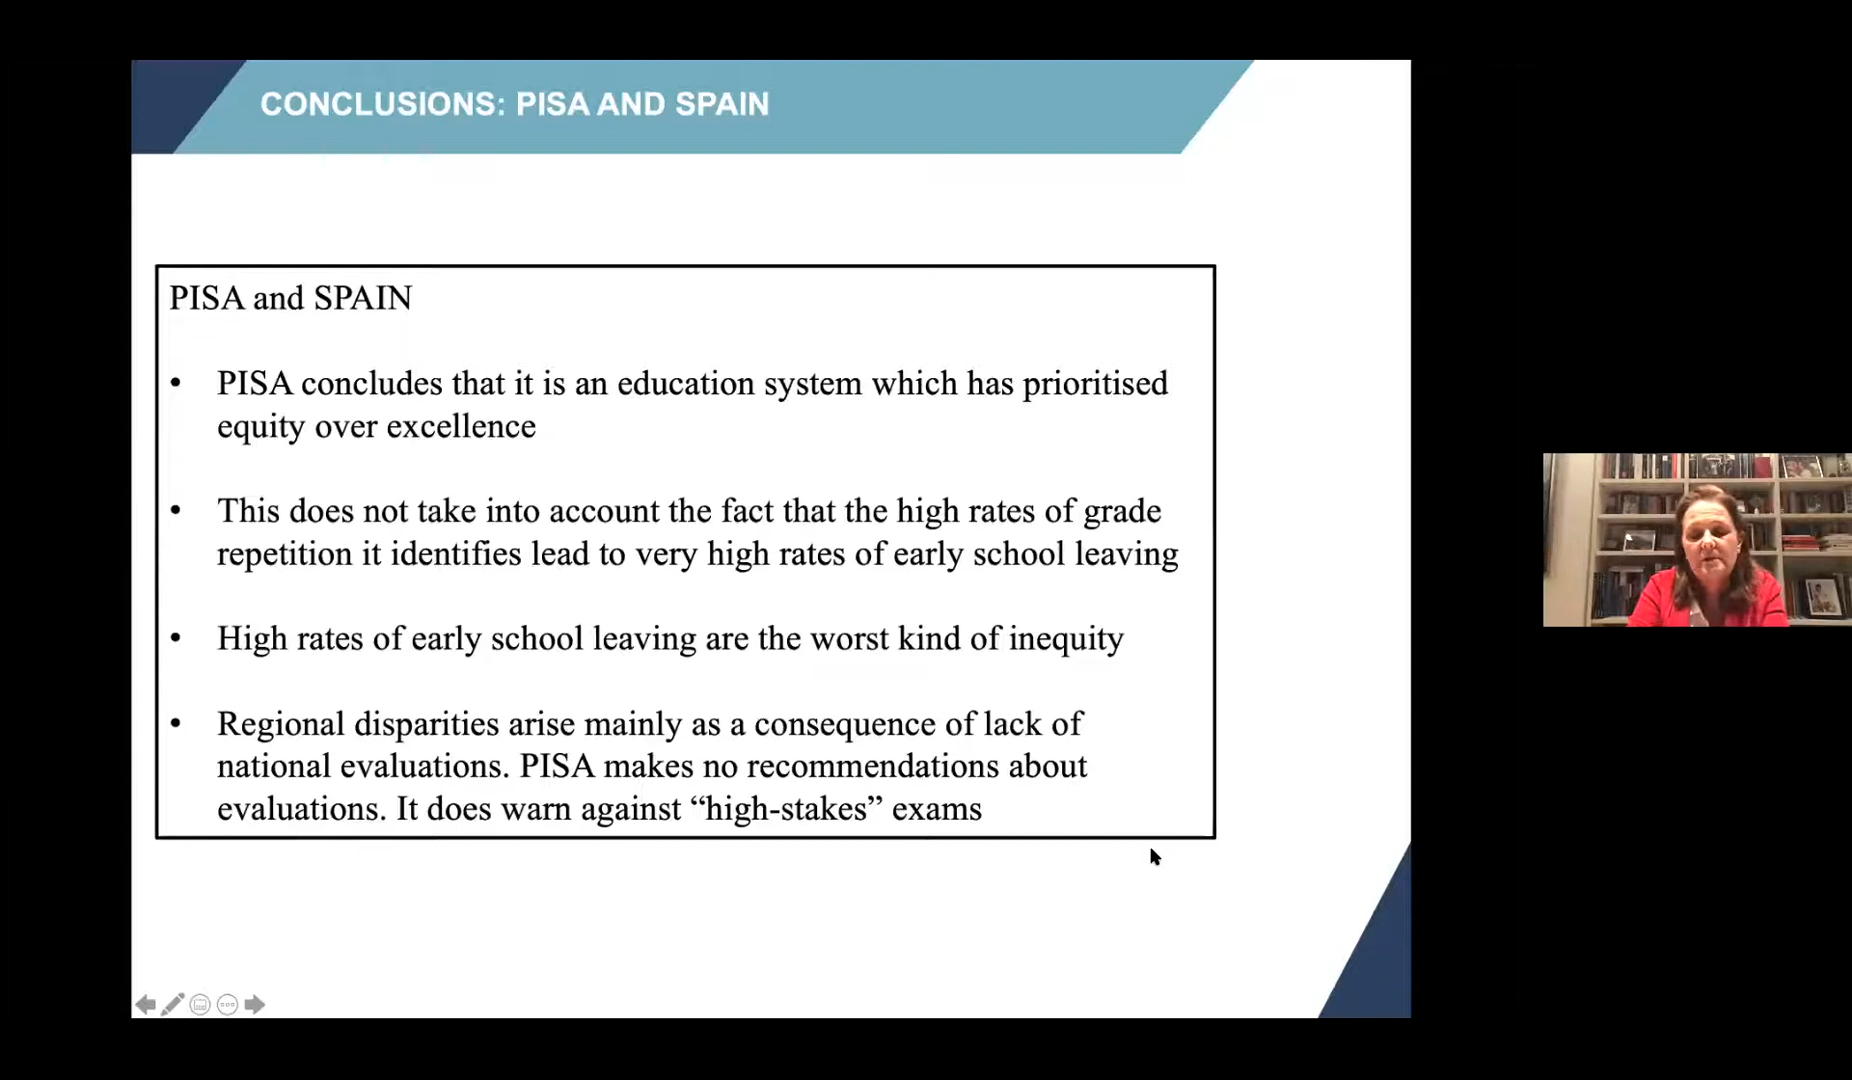 CONCLUSIONS: PISA AND SPAIN
PISA and SPAIN
• PISA concludes that it is an education system which has prioritised
equity over excellence
• This does not take into account the fact that the high rates of grade
repetition it identifies lead to very high rates of early school leaving
• High rates of early school leaving are the worst kind of inequity
• Regional disparities arise mainly as a consequence of lack of
national evaluations. PISA makes no recommendations about
evaluations. It does warn against “high-stakes” exams